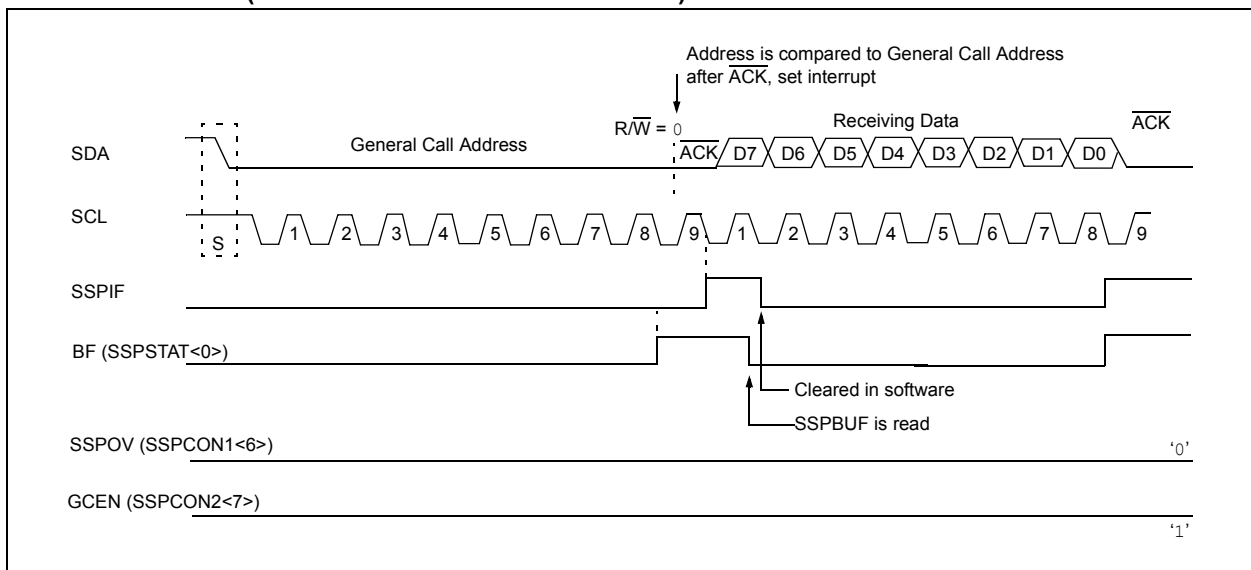 Address is compared to General Call Address
after ACK, set interrupt
R/W = 0
Receiving Data
ACK
SDA
General Call Address
ACK D7 D6 D5 D4 D3 D2 D1 D0
SCL
S
1 2 3 4 5 6 7 8 9 1 2 3 4 5 6 7 8 9
SSPIF
BF (SSPSTAT<0>)
Cleared in software
SSPBUF is read
SSPOV (SSPCON1<6>)
‘0’
GCEN (SSPCON2<7>)
‘1’